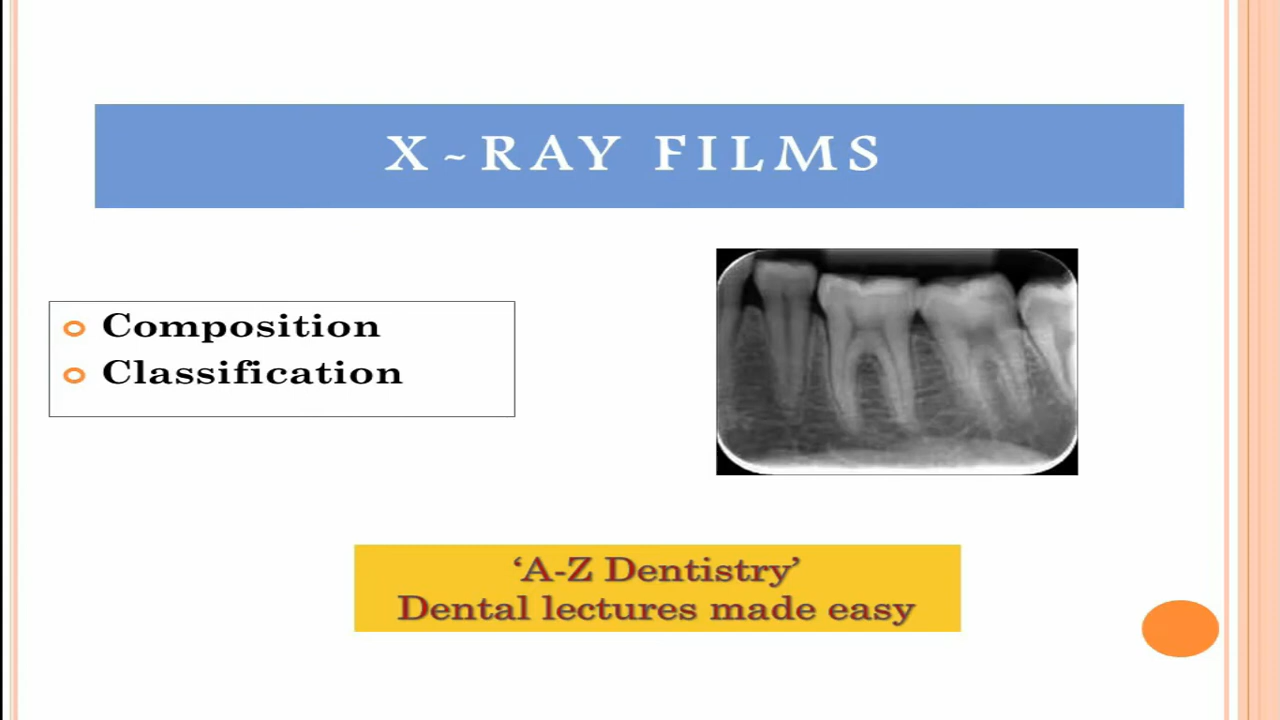 X-RAY FILMS
Composition
Classification
‘A-Z Dentistry’
Dental lectures made easy